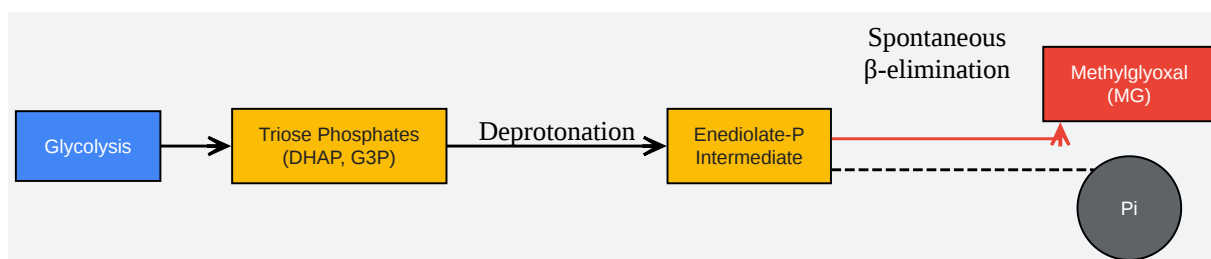 Glycolysis
Triose Phosphates
(DHAP, G3P)
Deprotonation
Enediolate-P
Intermediate
Spontaneous
β-elimination
Methylglyoxal
(MG)
Pi